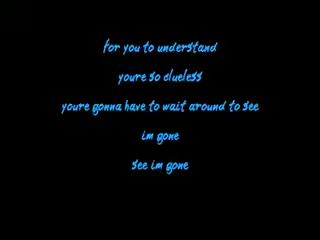 for you to understand
youre so clueless
youre gonna have to wait around to see
im gone
see im gone